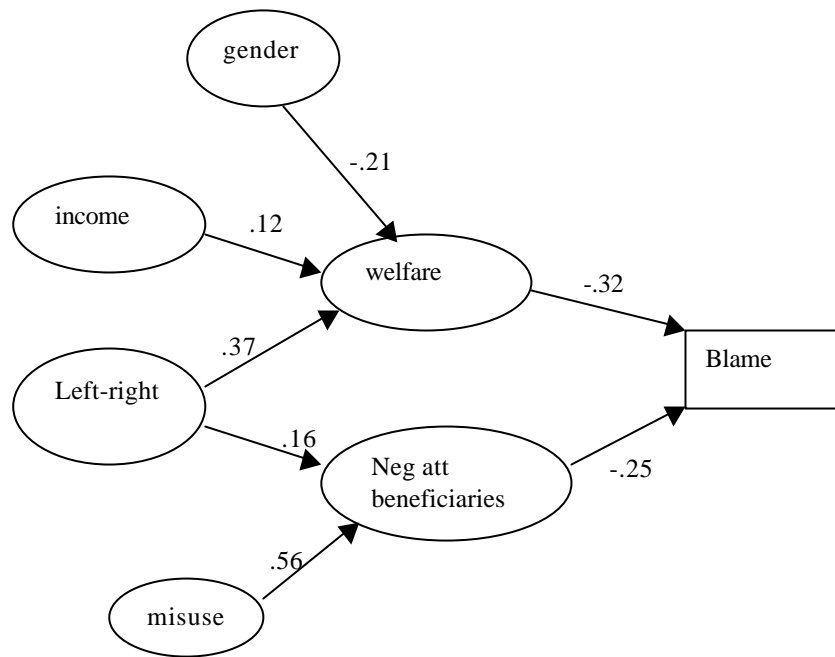 gender
-.21
income
.12
welfare
-.32
.37
Blame
Left-right
.16
Neg att
beneficiaries
-.25
.56
misuse